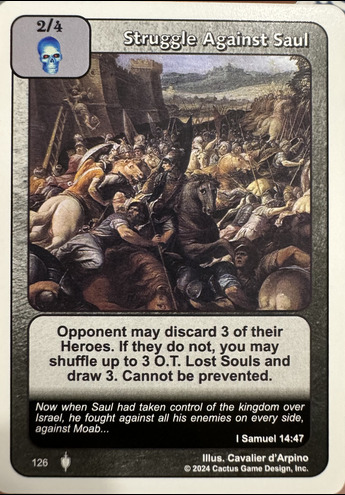 2/4
Struggle Against Saul
Opponent may discard 3 of their
Heroes. If they do not, you may
shuffle up to 3 O.T. Lost Souls and
draw 3. Cannot be prevented.
Now when Saul had taken control of the kingdom over
Israel, he fought against all his enemies on every side,
against Moab...
I Samuel 14:47
126
Illus. Cavalier d'Arpino
© 2024 Cactus Game Design, Inc.